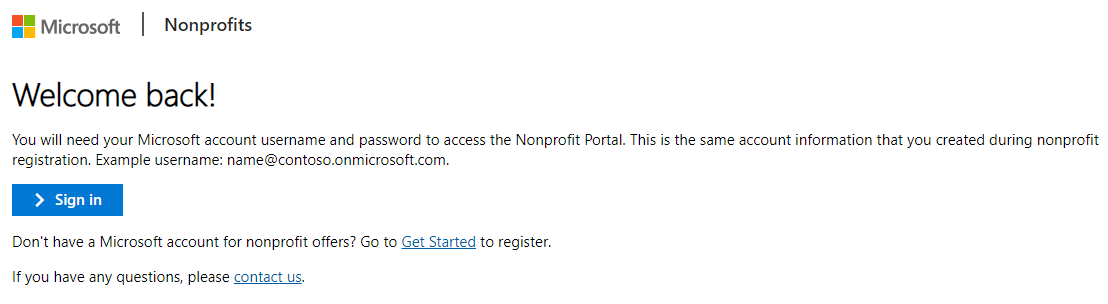 Microsoft | Nonprofits
Welcome back!
You will need your Microsoft account username and password to access the Nonprofit Portal. This is the same account information that you created during nonprofit
registration. Example username: name@contoso.onmicrosoft.com.
Sign in
Don't have a Microsoft account for nonprofit offers? Go to Get Started to register.
If you have any questions, please contact us.